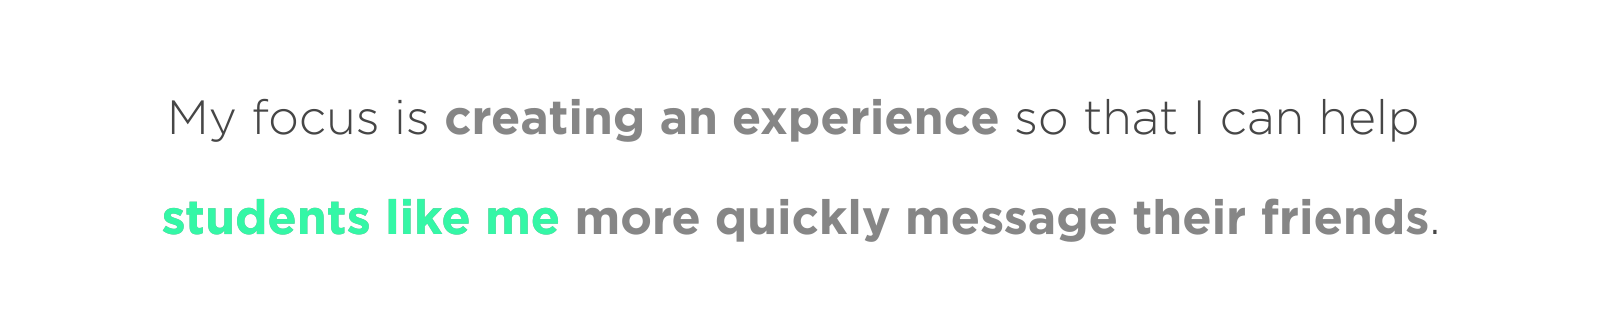 My focus is creating an experience so that I can help
students like me more quickly message their friends.